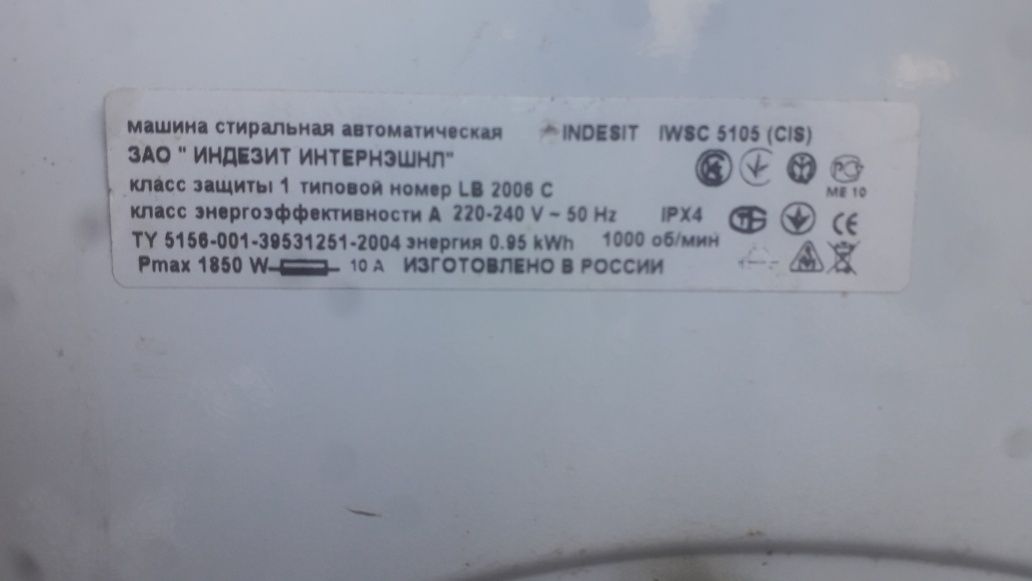 машина стиральная автоматическая INDESIT IWSC 5105 (CIS)
ЗАО " ИНДЕЗИТ ИНТЕРНЭШНЛ"
класс защиты 1 типовой номер LB 2006 C
ME 10
класс энергоэффективности А 220-240 V ~ 50 Hz IPX4
ТУ 5156-001-39531251-2004 энергия 0.95 kWh 1000 об/мин
Pmax 1850 W 10 A ИЗГОТОВЛЕНО В РОССИИ